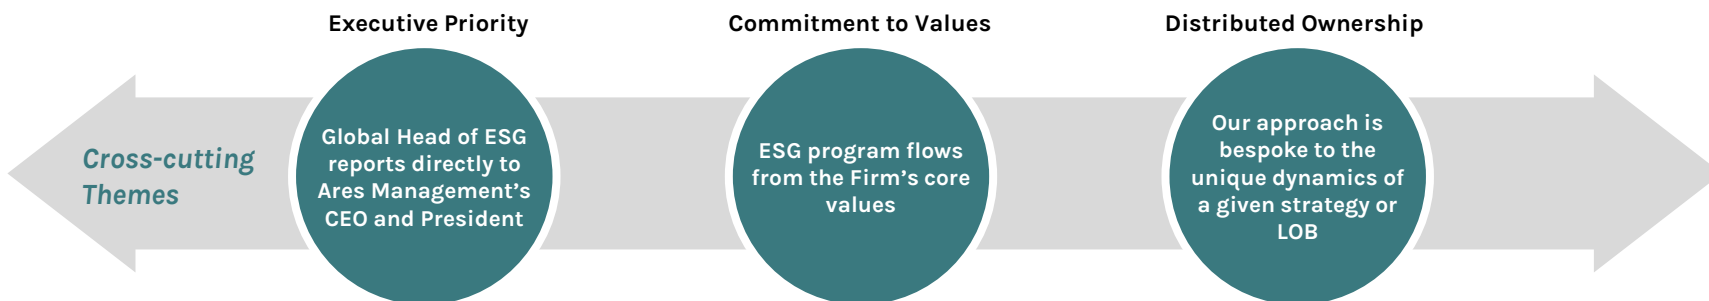 Executive Priority
Commitment to Values
Distributed Ownership
Cross-cutting
Themes
Global Head of ESG
reports directly to
Ares Management’s
CEO and President
ESG program flows
from the Firm’s core
values
Our approach is
bespoke to the
unique dynamics of
a given strategy or
LOB